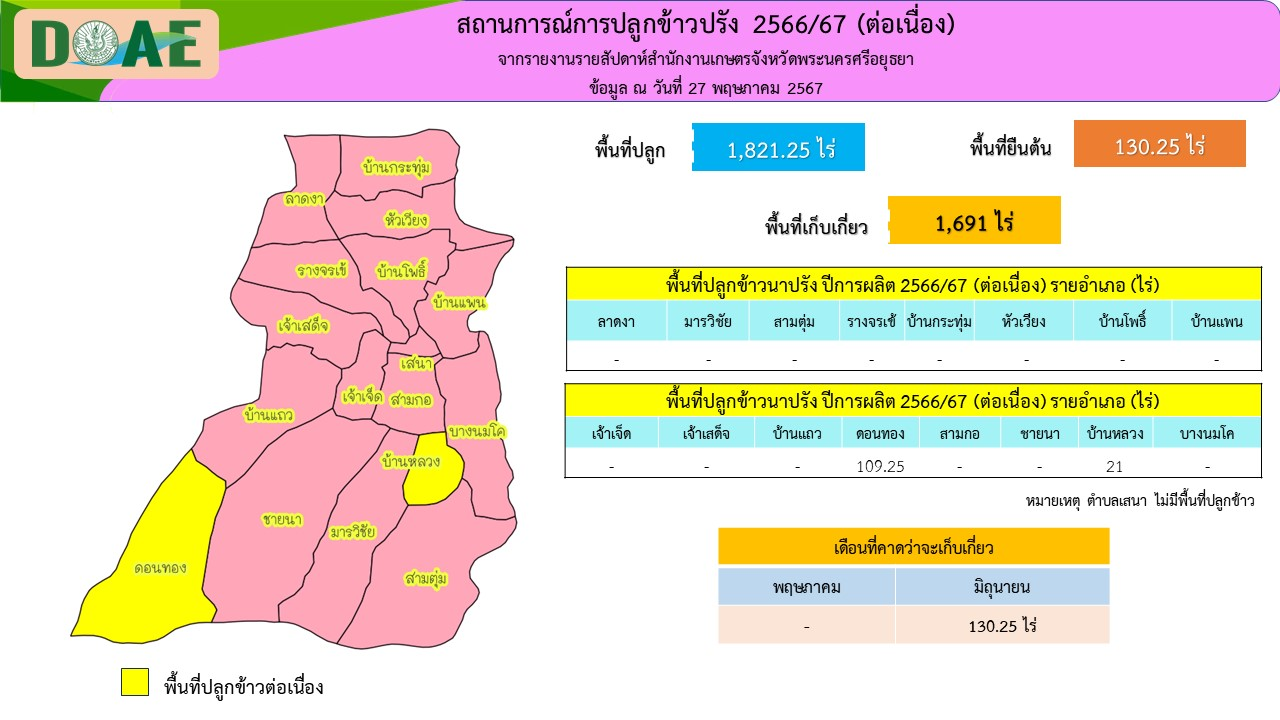 DOAE
สถานการณ์การปลูกข้าวปรัง 2566/67 (ต่อเนื่อง)
จากรายงานรายสัปดาห์สำนักงานเกษตรจังหวัดพระนครศรีอยุธยา
ข้อมูล ณ วันที่ 27 พฤษภาคม 2567
พื้นที่ปลูก 1,821.25 ไร่
พื้นที่ยืนต้น 130.25 ไร่
พื้นที่เก็บเกี่ยว 1,691 ไร่
บ้านกระทุ่ม
ลาดงา
หัวเวียง
รางจรเข้
บ้านโพธิ์
บ้านแพน
เจ้าเสด็จ
เสนา
เจ้าเจ็ด
สามกอ
บ้านแถว
บางนมโค
บ้านหลวง
ชายนา
มารวิชัย
ดอนทอง
สามตุ่ม
พื้นที่ปลูกข้าวต่อเนื่อง
พื้นที่ปลูกข้าวนาปรัง ปีการผลิต 2566/67 (ต่อเนื่อง) รายอำเภอ (ไร่)
ลาดงา มารวิชัย สามตุ่ม รางจรเข้ บ้านกระทุ่ม หัวเวียง บ้านโพธิ์ บ้านแพน
- - - - - - - -
พื้นที่ปลูกข้าวนาปรัง ปีการผลิต 2566/67 (ต่อเนื่อง) รายอำเภอ (ไร่)
เจ้าเจ็ด เจ้าเสด็จ บ้านแถว ดอนทอง สามกอ ชายนา บ้านหลวง บางนมโค
- - - 109.25 - - 21 -
หมายเหตุ ตำบลเสนา ไม่มีพื้นที่ปลูกข้าว
เดือนที่คาดว่าจะเก็บเกี่ยว
พฤษภาคม มิถุนายน
- 130.25 ไร่